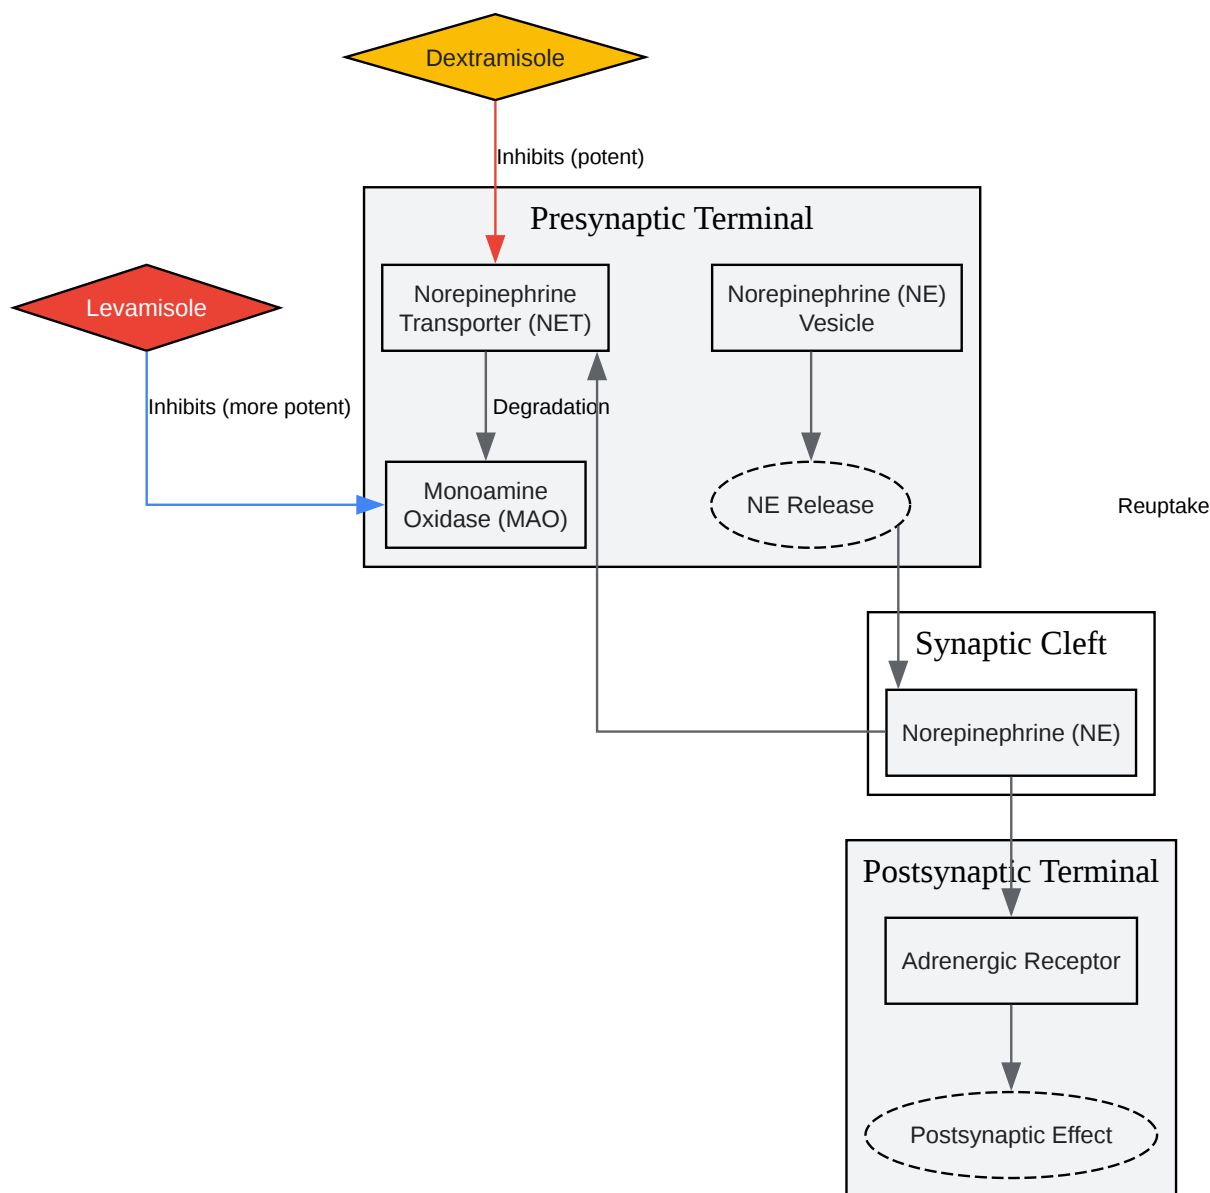 Dextramisole
Inhibits (potent)
Presynaptic Terminal
Norepinephrine
Transporter (NET)
Norepinephrine (NE)
Vesicle
Levamisole
Inhibits (more potent)
Degradation
Monoamine
Oxidase (MAO)
NE Release
Reuptake
Synaptic Cleft
Norepinephrine (NE)
Postsynaptic Terminal
Adrenergic Receptor
Postsynaptic Effect